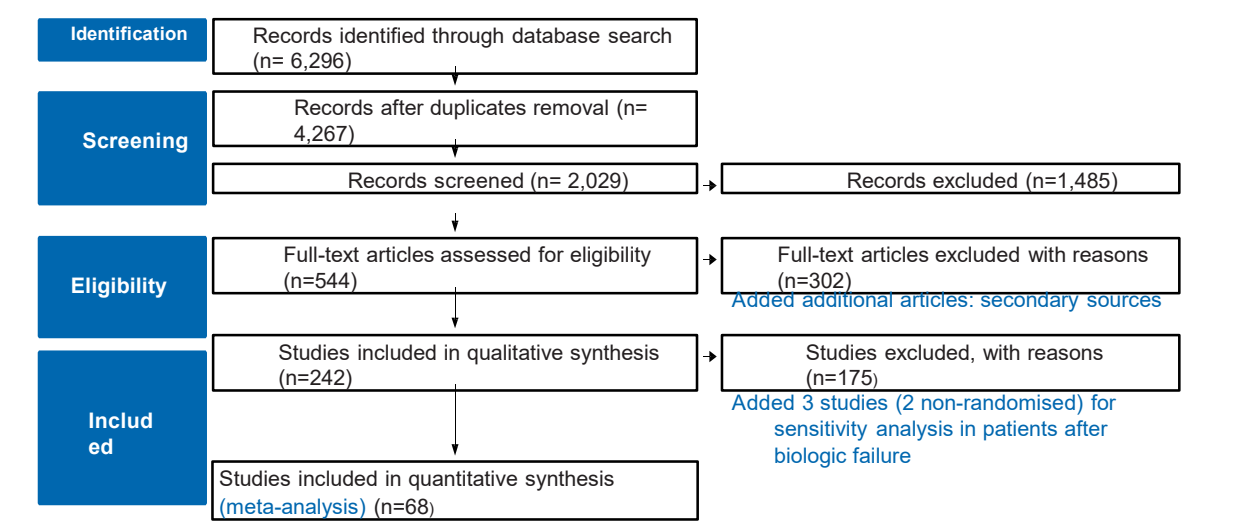 Identification
Records identified through database search
(n= 6,296)
Records after duplicates removal (n=
4,267)
Screening
Records screened (n= 2,029)
Records excluded (n=1,485)
Full-text articles assessed for eligibility
(n=544)
Full-text articles excluded with reasons
(n=302)
Added additional articles: secondary sources
Eligibility
Studies included in qualitative synthesis
(n=242)
Studies excluded, with reasons
(n=175)
Added 3 studies (2 non-randomised) for
sensitivity analysis in patients after
biologic failure
Includ
ed
Studies included in quantitative synthesis
(meta-analysis) (n=68)